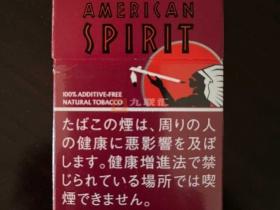 AMERICAN
SPIRIT
100% ADDITIVE-FREE
NATURAL TOBACCO
たばこの煙は、周りの人
の健康に悪影響を及ぼ
します。健康増進法で禁
じられている場所では喫
煙できません。